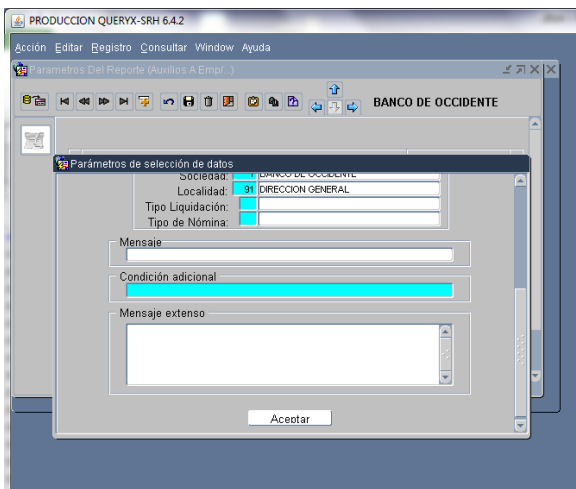 PRODUCCION QUERYX-SRH 6.4.2
Acción Editar Registro Consultar Window Ayuda
Parametros Del Reporte (Auxilios A Empl...)
BANCO DE OCCIDENTE
Parámetros de selección de datos
Sociedad: 1 BANCO DE OCCIDENTE
Localidad: 91 DIRECCION GENERAL
Tipo Liquidación:
Tipo de Nómina:
Mensaje
Condición adicional
Mensaje extenso
Aceptar